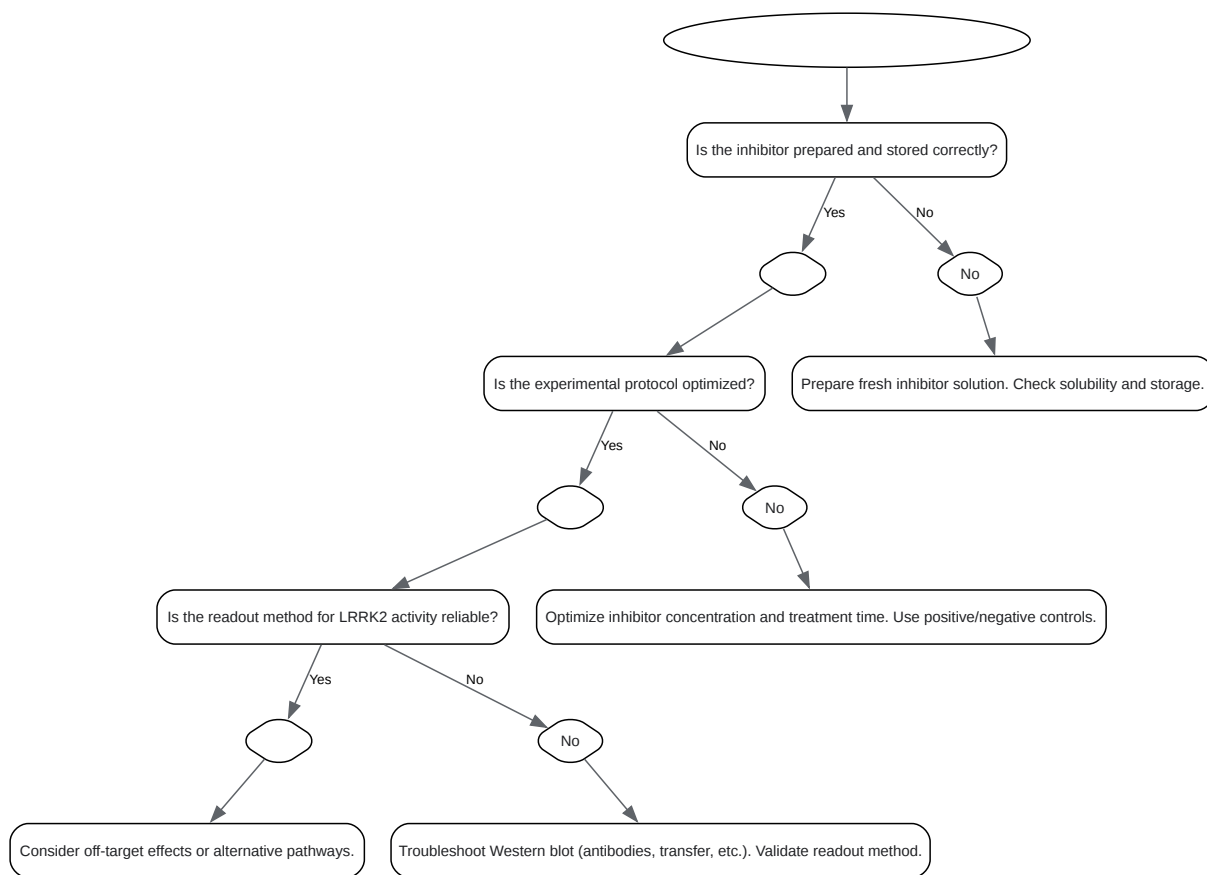 Is the inhibitor prepared and stored correctly?
Yes
No
No
Is the experimental protocol optimized?
Prepare fresh inhibitor solution. Check solubility and storage.
Yes
No
No
Is the readout method for LRRK2 activity reliable?
Optimize inhibitor concentration and treatment time. Use positive/negative controls.
Yes
No
No
Consider off-target effects or alternative pathways.
Troubleshoot Western blot (antibodies, transfer, etc.). Validate readout method.